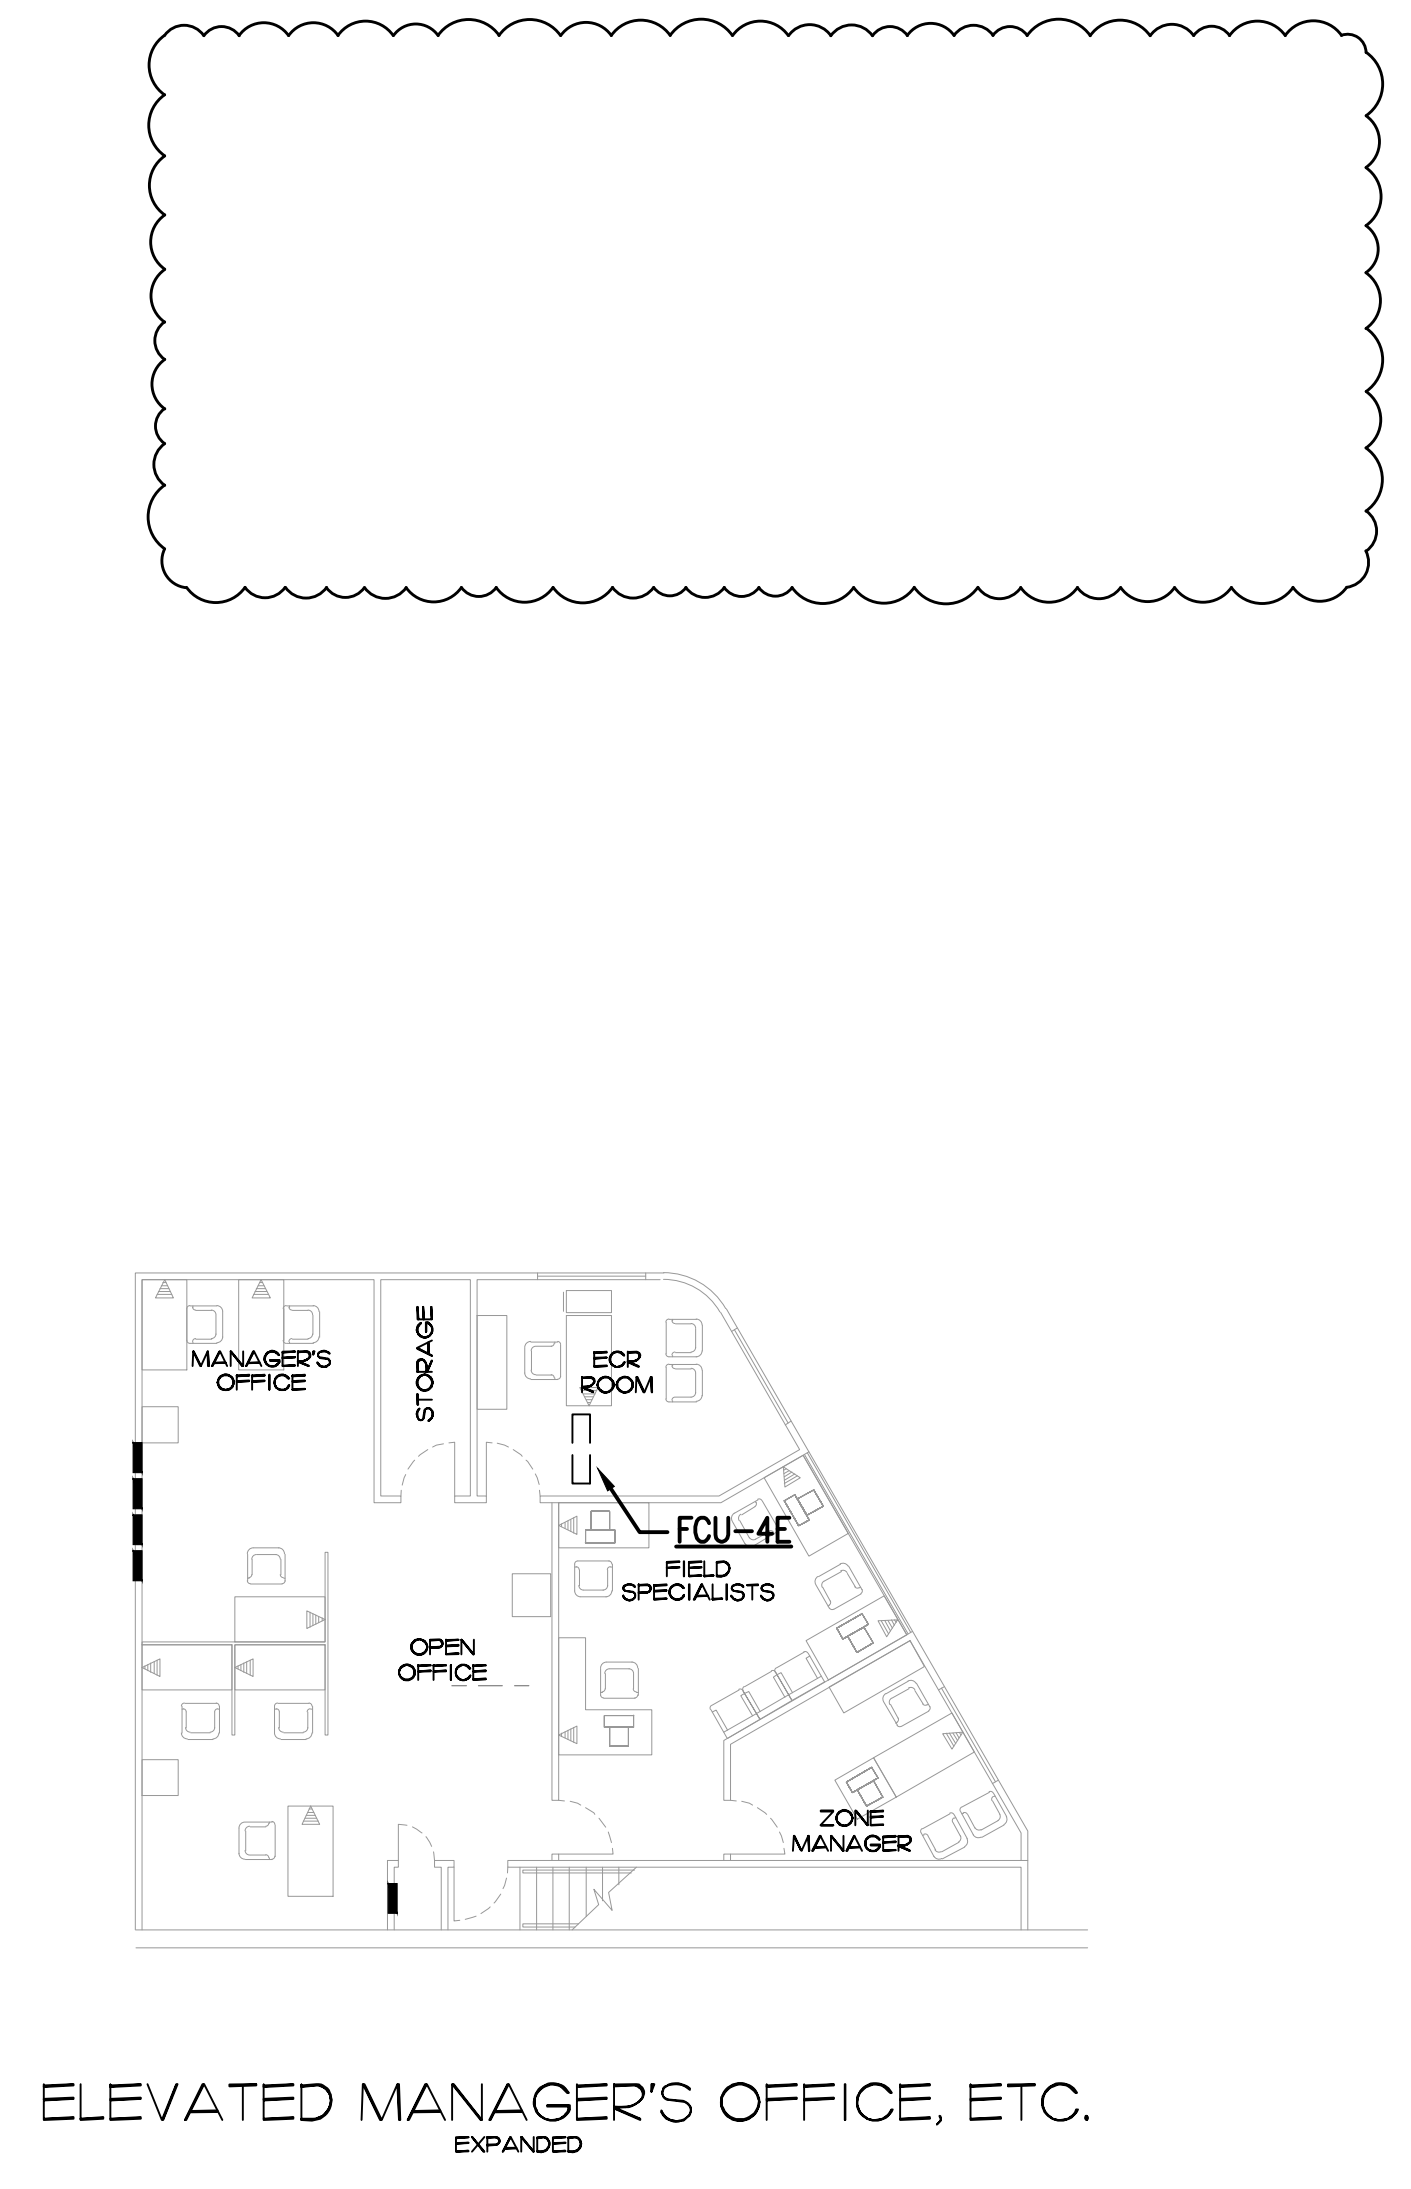 MANAGER'S
OFFICE
STORAGE
ECR
ROOM
FCU-4E
FIELD
SPECIALISTS
OPEN
OFFICE
ZONE
MANAGER
ELEVATED MANAGER'S OFFICE, ETC.
EXPANDED